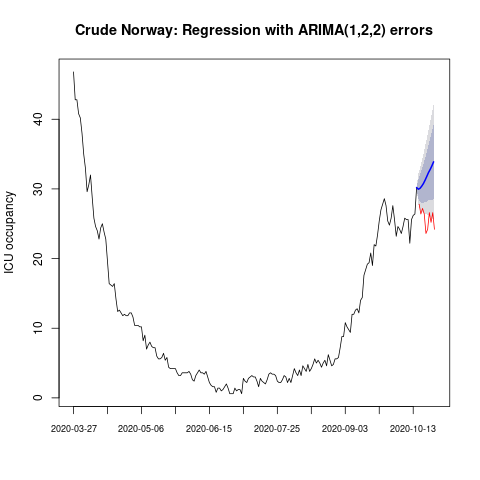 Crude Norway: Regression with ARIMA(1,2,2) errors
ICU occupancy
40
30
20
10
0
2020-03-27 2020-05-06 2020-06-15 2020-07-25 2020-09-03 2020-10-13